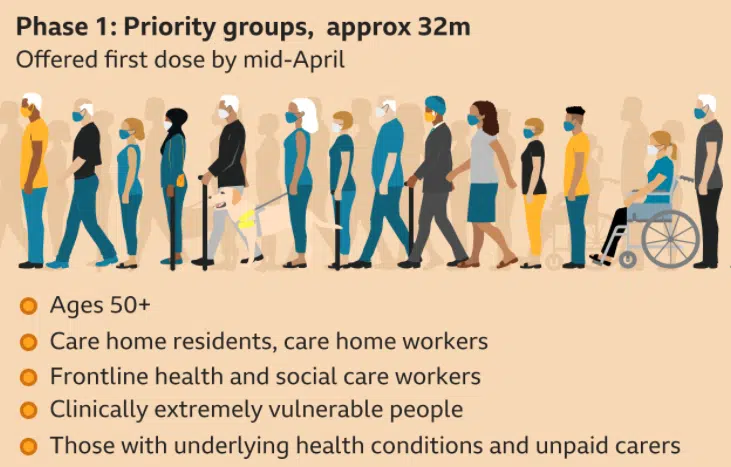 Phase 1: Priority groups, approx 32m
Offered first dose by mid-April
Ages 50+
Care home residents, care home workers
Frontline health and social care workers
Clinically extremely vulnerable people
Those with underlying health conditions and unpaid carers